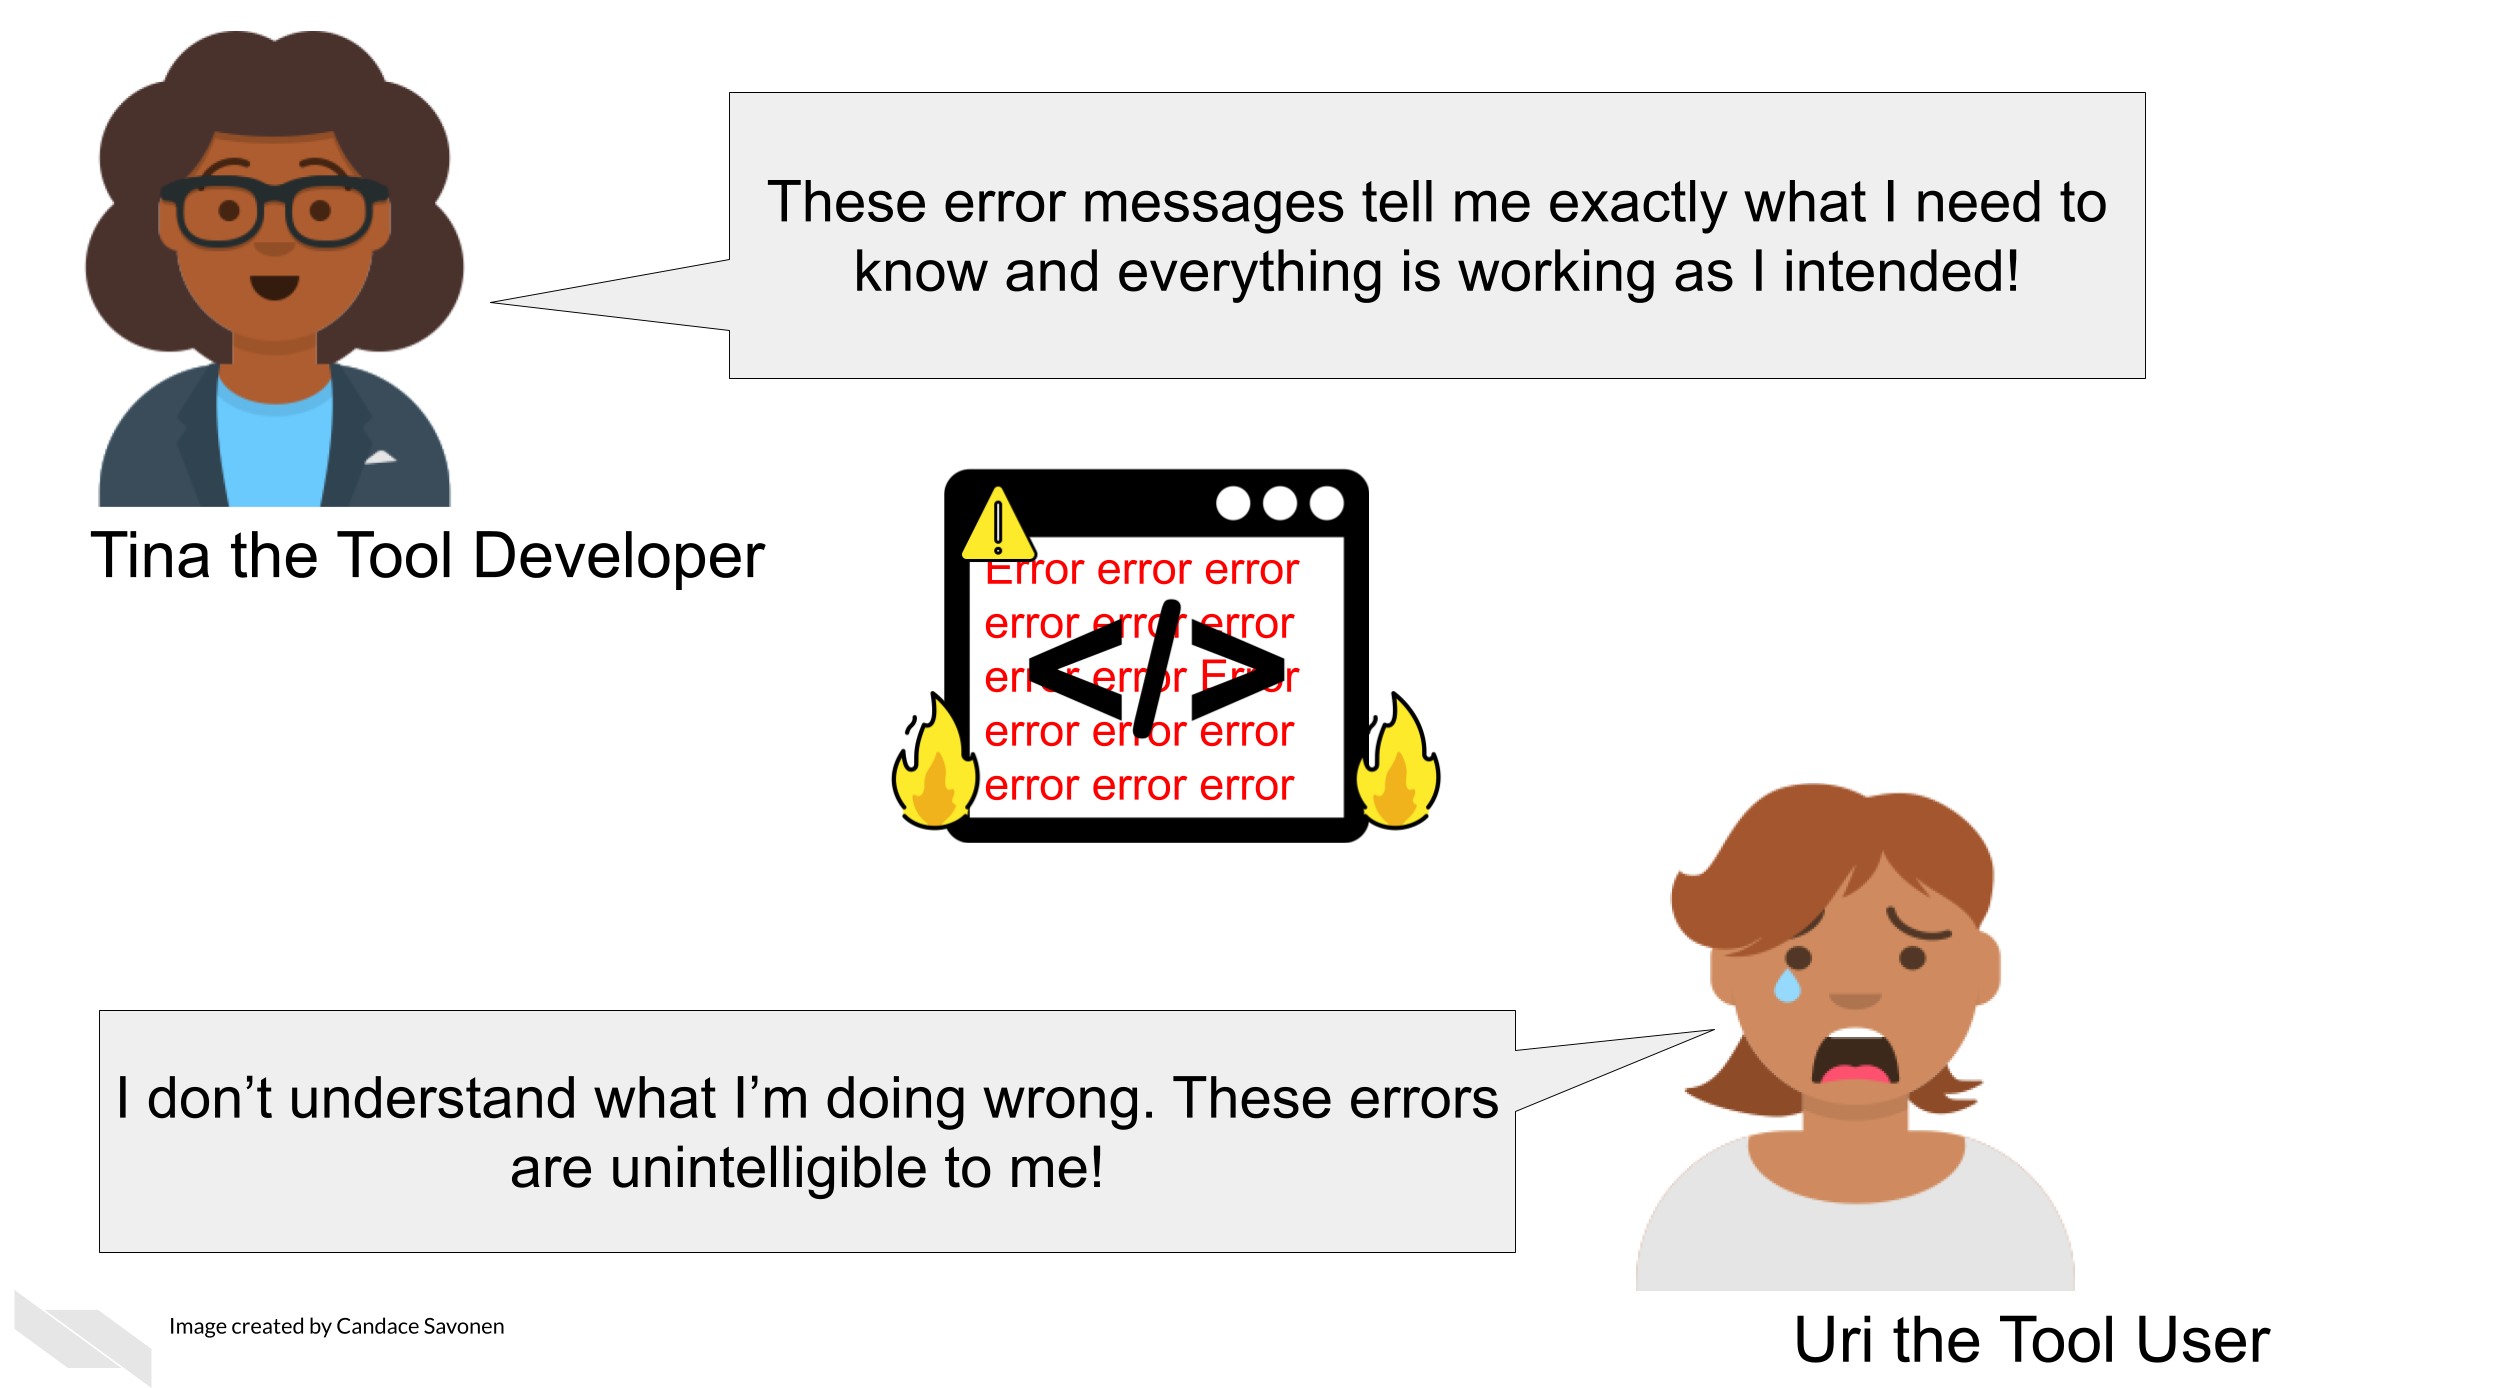 These error messages tell me exactly what I need to
know and everything is working as I intended!
Tina the Tool Developer
Error error error
error error error
error error Error
error error error
error error error
</>
I don’t understand what I’m doing wrong. These errors
are unintelligible to me!
Uri the Tool User
Image created by Candace Savonen